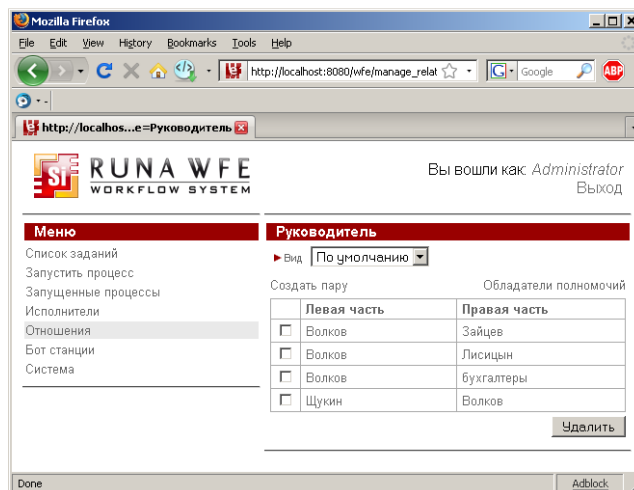 Mozilla Firefox
File Edit View History Bookmarks Tools Help
http://localhost:8080/wfe/manage_relat Google ABP
http://localhos...e=Руководитель
Si RUNA WFE
WORKFLOW SYSTEM
Вы вошли как: Administrator
Выход
Меню
Список заданий
Запустить процесс
Запущенные процессы
Исполнители
Отношения
Бот станции
Система
Руководитель
Вид По умолчанию
Создать пару Обладатели полномочий
Левая часть Правая часть
Волков Зайцев
Волков Лисицын
Волков бухгалтеры
Щукин Волков
Удалить
Done Adblock